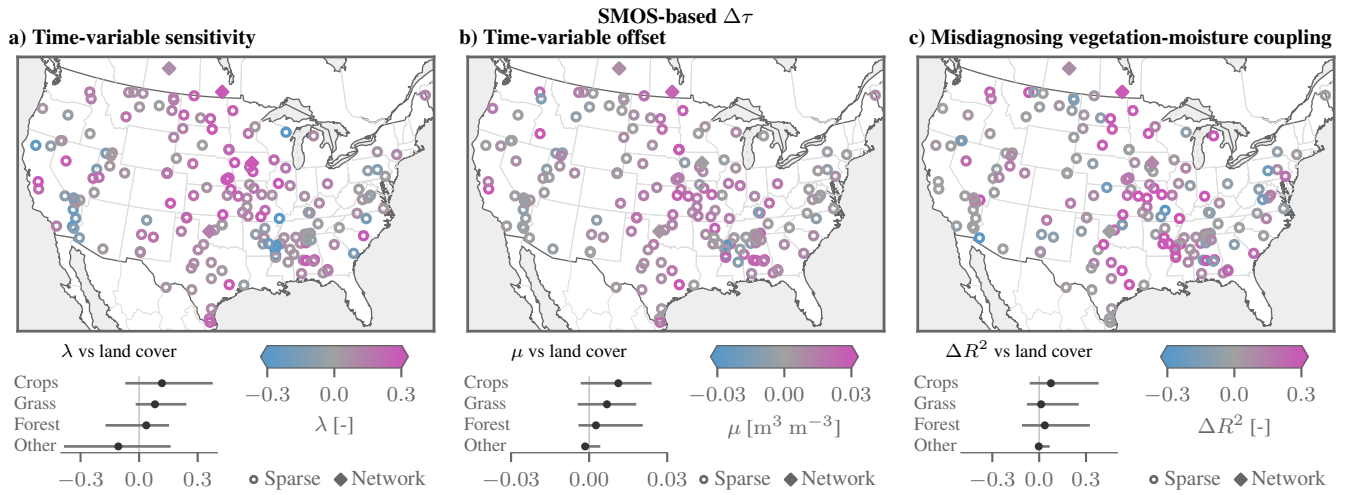 SMOS-based Δτ
a) Time-variable sensitivity
b) Time-variable offset
c) Misdiagnosing vegetation-moisture coupling
λ vs land cover
Crops
Grass
Forest
Other
−0.3 0.0 0.3
−0.3 0.0 0.3
λ [-]
Sparse Network
μ vs land cover
Crops
Grass
Forest
Other
−0.03 0.00 0.03
−0.03 0.00 0.03
μ [m³ m⁻³]
Sparse Network
ΔR² vs land cover
Crops
Grass
Forest
Other
−0.3 0.0 0.3
−0.3 0.0 0.3
ΔR² [-]
Sparse Network